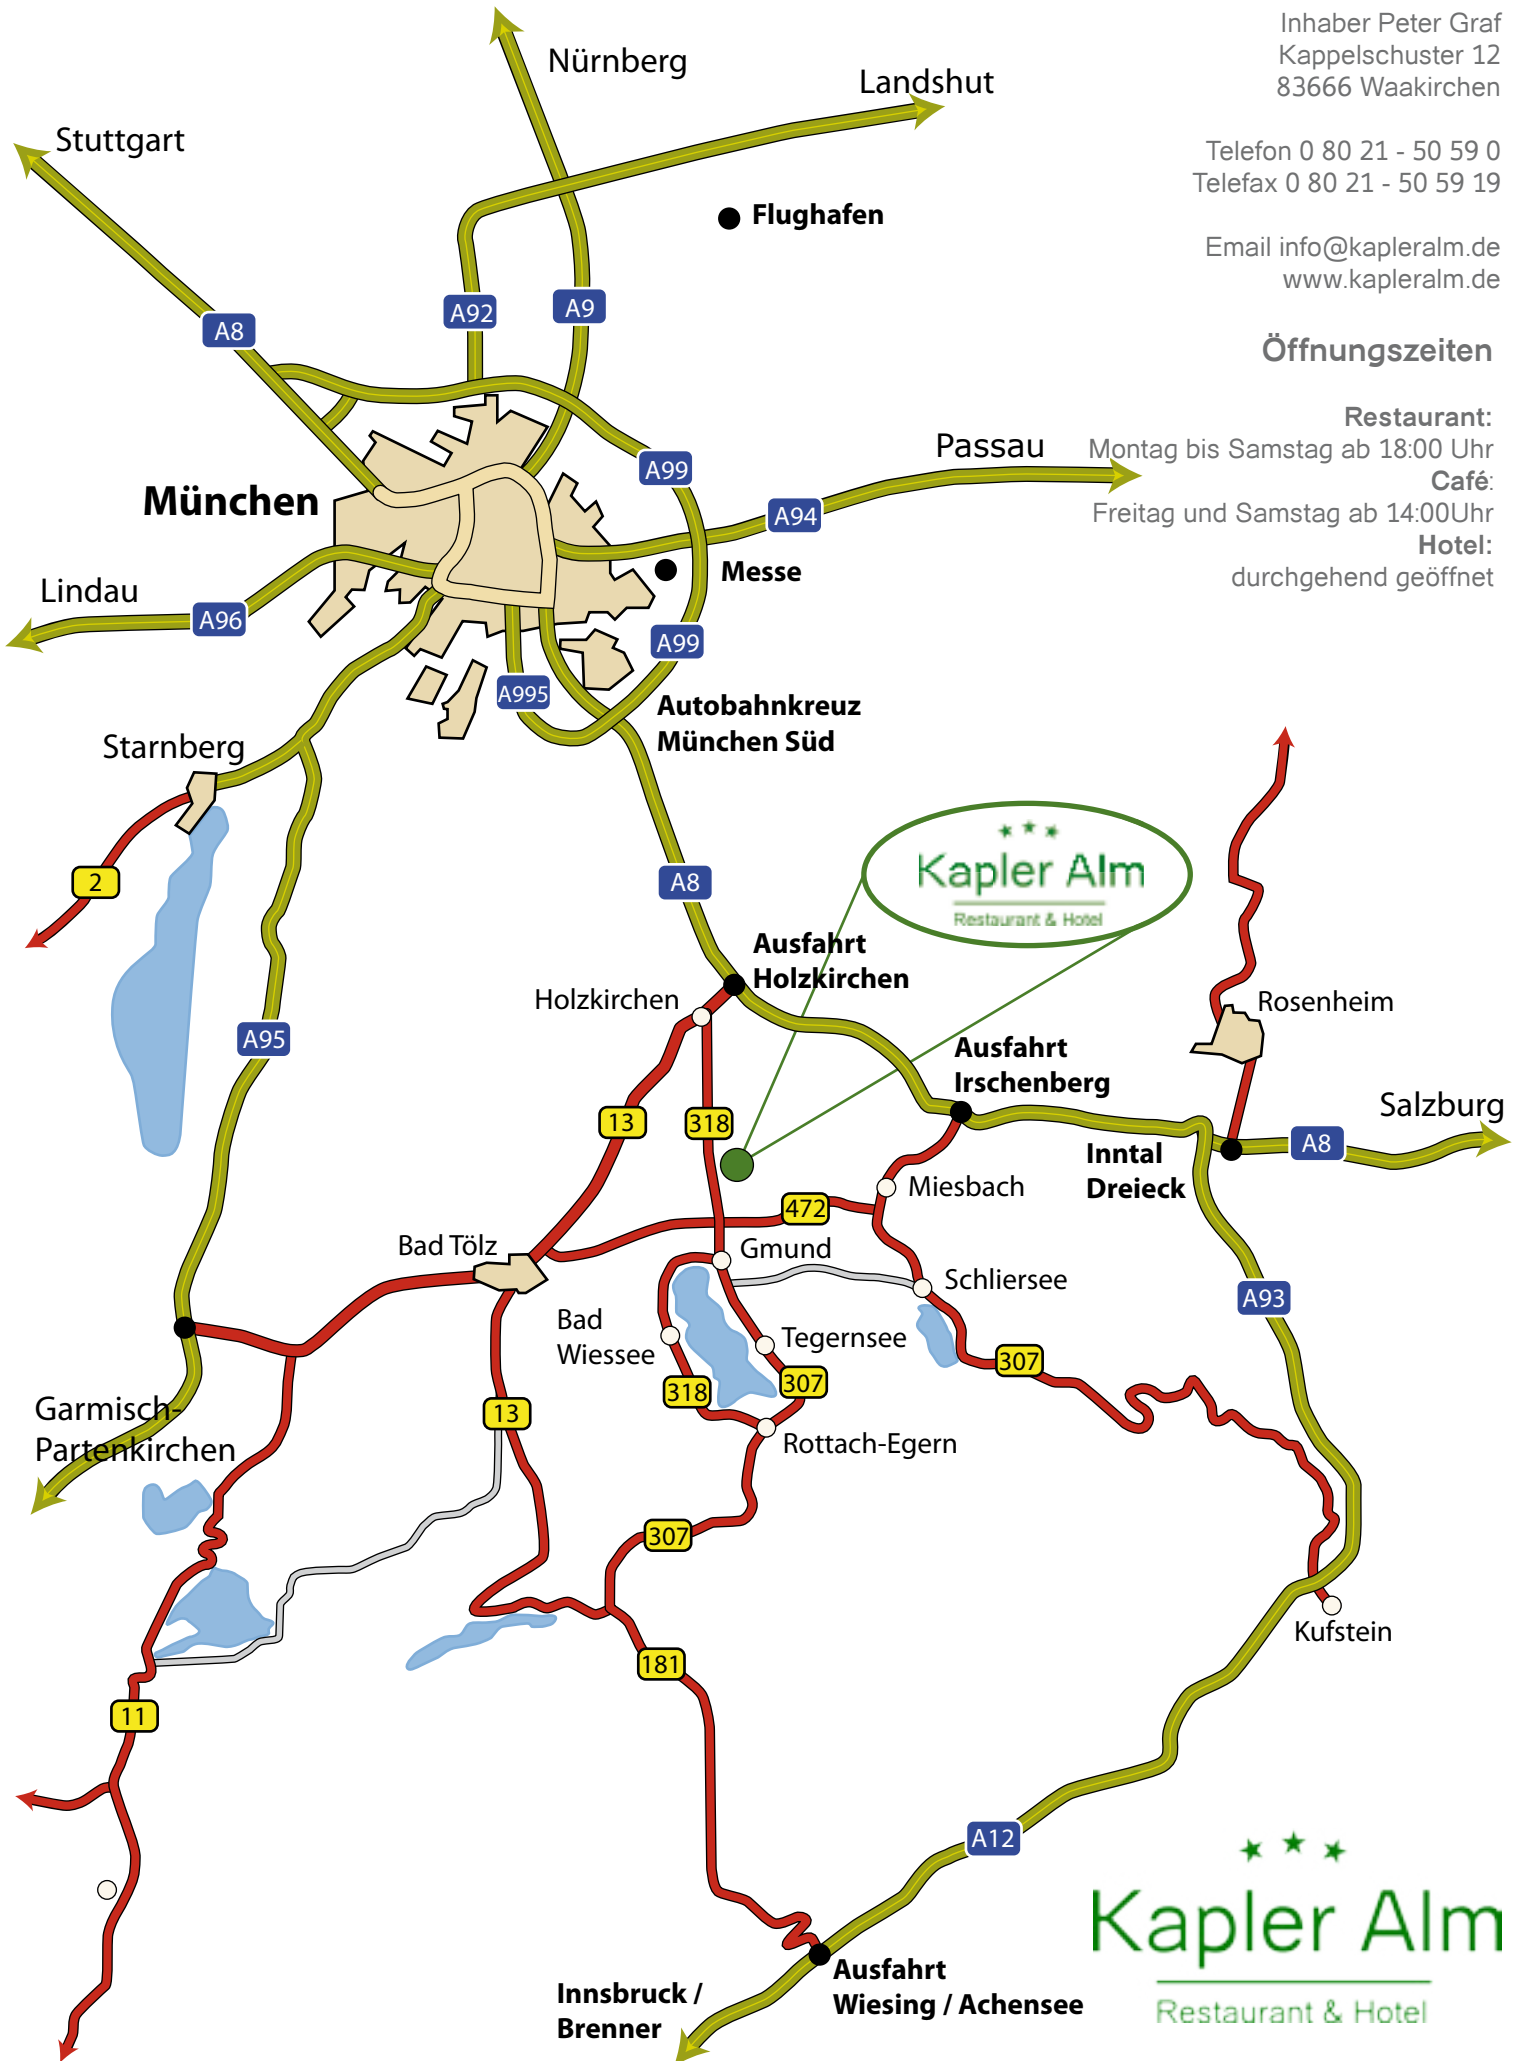 Inhaber Peter Graf
Kappelschuster 12
83666 Waakirchen
Telefon 0 80 21 - 50 59 0
Telefax 0 80 21 - 50 59 19
Email info@kapleralm.de
www.kapleralm.de
Öffnungszeiten
Restaurant:
Montag bis Samstag ab 18:00 Uhr
Café:
Freitag und Samstag ab 14:00Uhr
Hotel:
durchgehend geöffnet
Nürnberg
Landshut
Stuttgart
Flughafen
A92
A9
A8
Passau
A99
München
A94
Messe
Lindau
A96
A99
A995
Autobahnkreuz
München Süd
Starnberg
2
A8
Kapler Alm
Restaurant & Hotel
Ausfahrt
Holzkirchen
Holzkirchen
Rosenheim
A95
Ausfahrt
Irschenberg
13
318
Salzburg
A8
Inntal
Dreieck
Miesbach
472
Bad Tölz
Gmund
Schliersee
A93
Bad
Wiessee
Tegernsee
307
318
307
13
Garmisch-
Partenkirchen
Rottach-Egern
307
Kufstein
181
11
A12
Kapler Alm
Restaurant & Hotel
Ausfahrt
Wiesing / Achensee
Innsbruck /
Brenner